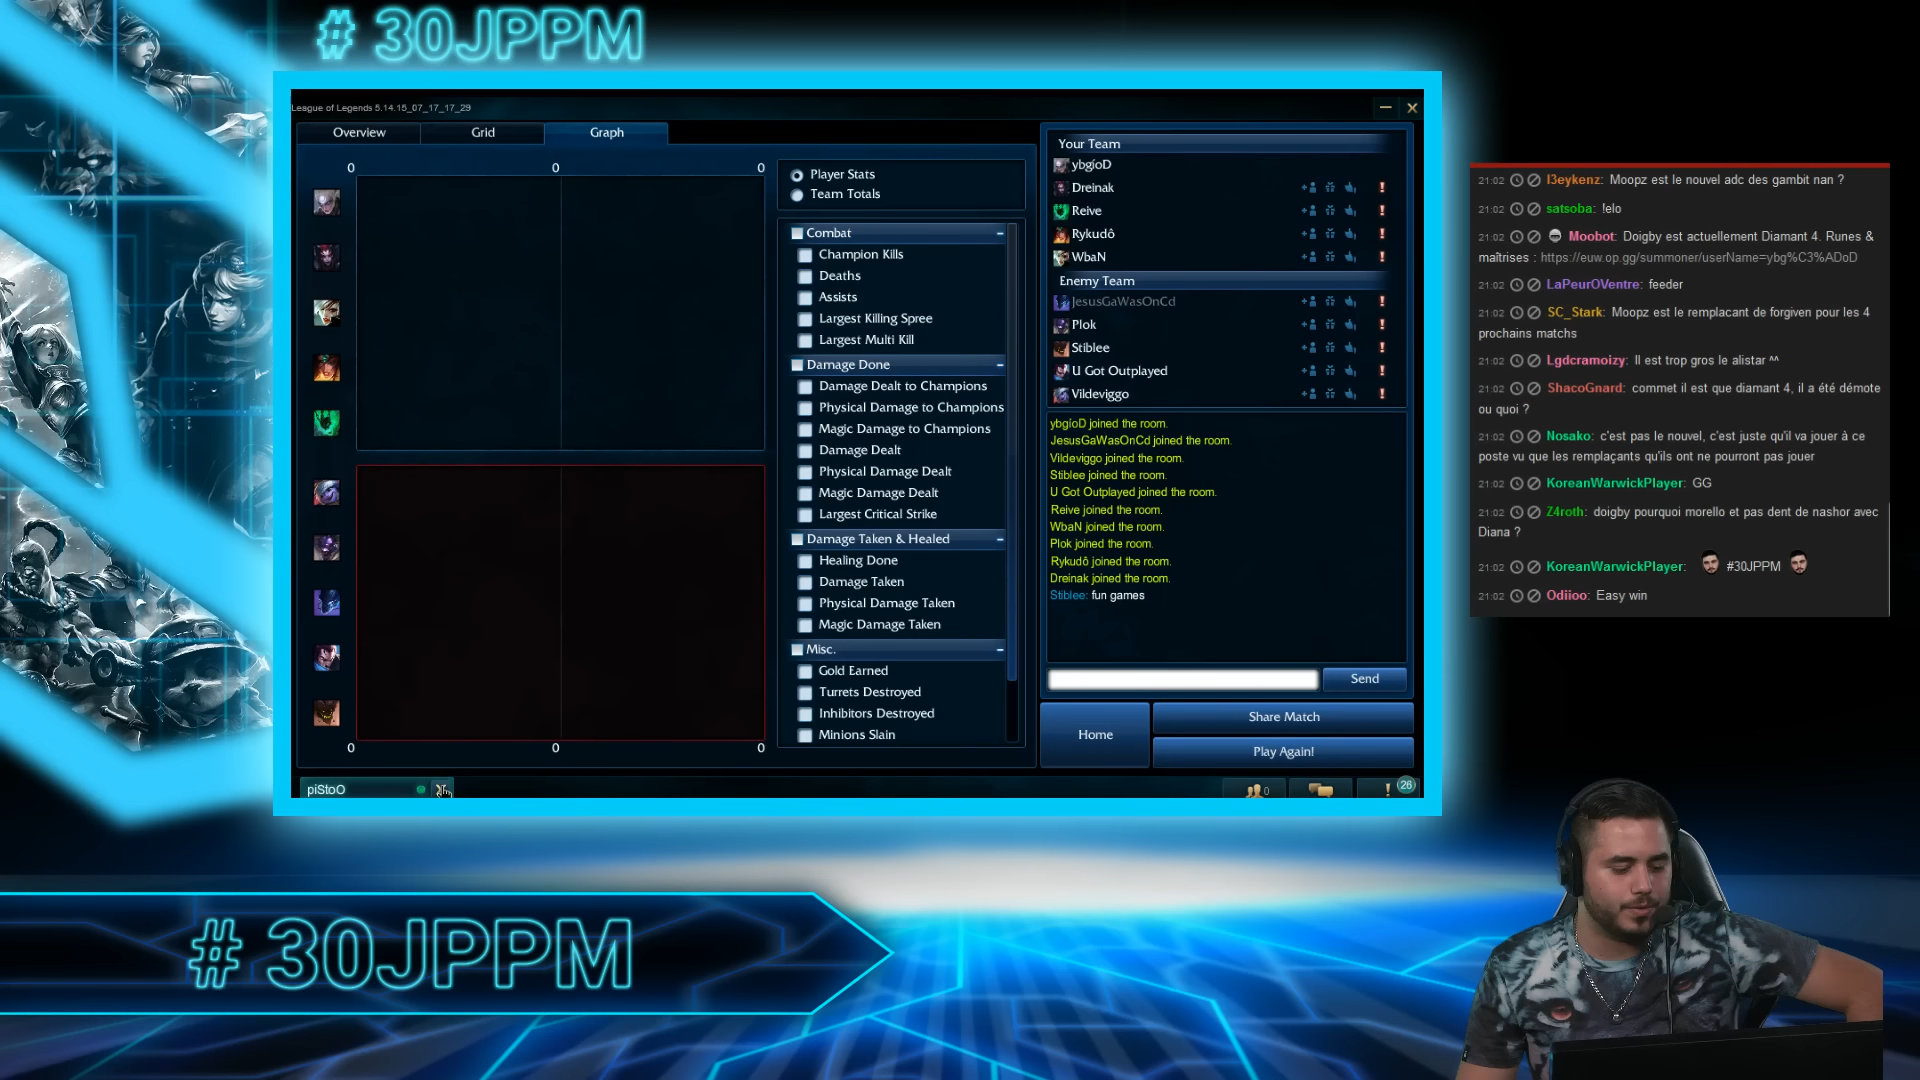 # 30JPPM
League of Legends 5.14.15_07_17_17_29
Overview
Grid
Graph
0
0
0
0
0
0
Player Stats
Team Totals
Combat
Champion Kills
Deaths
Assists
Largest Killing Spree
Largest Multi Kill
Damage Done
Damage Dealt to Champions
Physical Damage to Champions
Magic Damage to Champions
Damage Dealt
Physical Damage Dealt
Magic Damage Dealt
Largest Critical Strike
Damage Taken & Healed
Healing Done
Damage Taken
Physical Damage Taken
Magic Damage Taken
Misc.
Gold Earned
Turrets Destroyed
Inhibitors Destroyed
Minions Slain
Your Team
ybgíoD
Dreinak
Reive
Rykudô
WbaN
Enemy Team
JesusGaWasOnCd
Plok
Stiblee
U Got Outplayed
Vildeviggo
ybgíoD joined the room.
JesusGaWasOnCd joined the room.
Vildeviggo joined the room.
Stiblee joined the room.
U Got Outplayed joined the room.
Reive joined the room.
WbaN joined the room.
Plok joined the room.
Rykudô joined the room.
Dreinak joined the room.
Stiblee: fun games
Send
Home
Share Match
Play Again!
piStoO
0
26
21:02 l3eykenz: Moopz est le nouvel adc des gambit nan ?
21:02 satsoba: !elo
21:02 Moobot: Doigby est actuellement Diamant 4. Runes &
maîtrises : https://euw.op.gg/summoner/userName=ybg%C3%ADoD
21:02 LaPeurOVentre: feeder
21:02 SC_Stark: Moopz est le remplacant de forgiven pour les 4
prochains matchs
21:02 Lgdcramoizy: Il est trop gros le alistar ^^
21:02 ShacoGnard: commet il est que diamant 4, il a été démote
ou quoi ?
21:02 Nosako: c'est pas le nouvel, c'est juste qu'il va jouer à ce
poste vu que les remplaçants qu'ils ont ne pourront pas jouer
21:02 KoreanWarwickPlayer: GG
21:02 Z4roth: doigby pourquoi morello et pas dent de nashor avec
Diana ?
21:02 KoreanWarwickPlayer: #30JPPM
21:02 Odiioo: Easy win
# 30JPPM